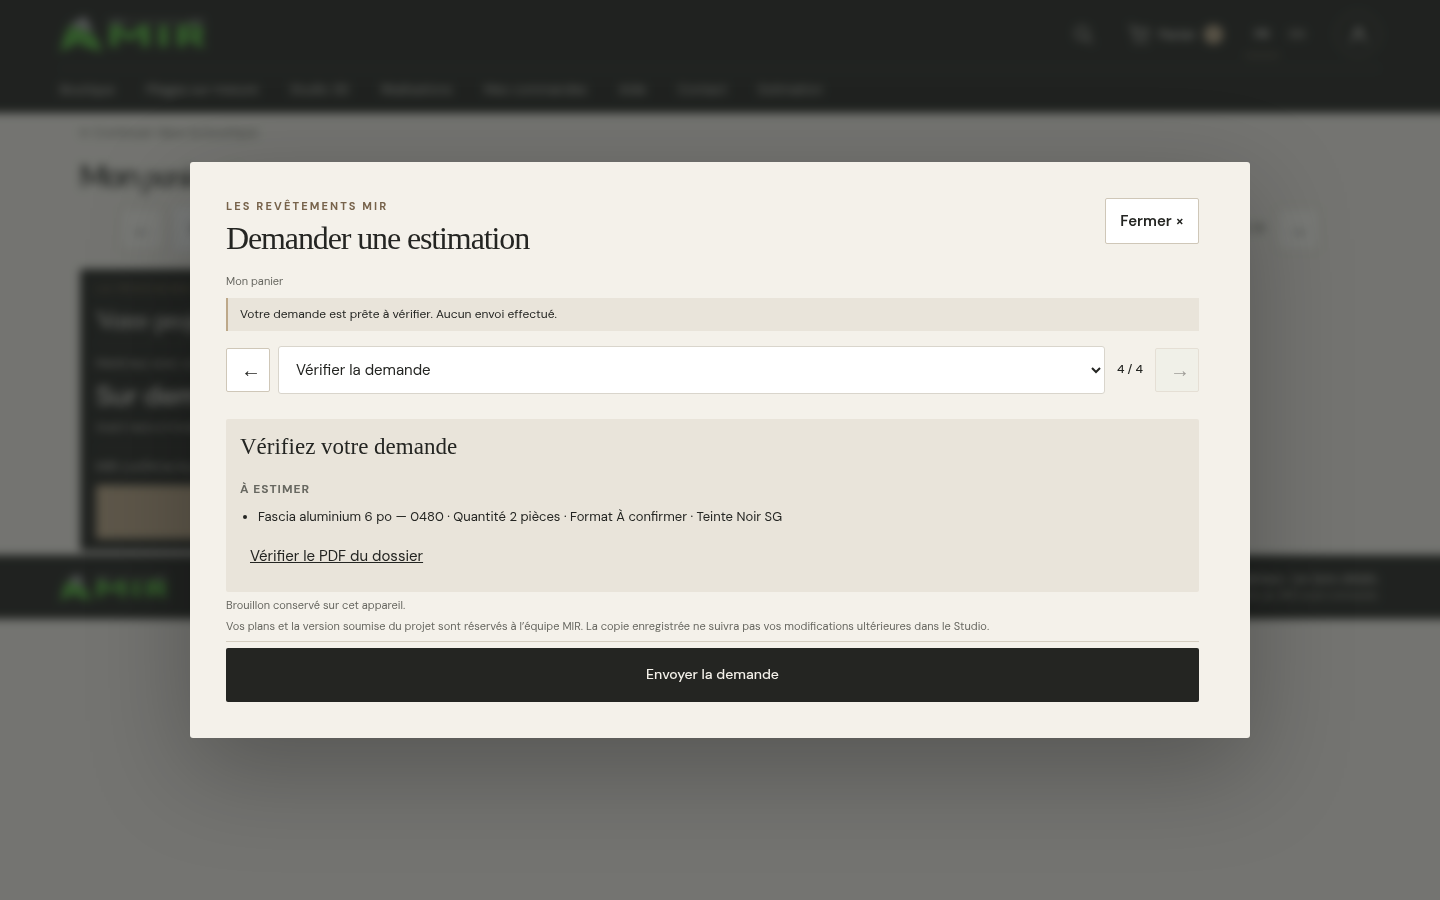 AMIR
LES REVÊTEMENTS MIR
Demander une estimation
Fermer ×
Mon panier
Votre demande est prête à vérifier. Aucun envoi effectué.
←
Vérifier la demande
4 / 4
→
Vérifiez votre demande
À ESTIMER
• Fascia aluminium 6 po — 0480 · Quantité 2 pièces · Format À confirmer · Teinte Noir SG
Vérifier le PDF du dossier
Brouillon conservé sur cet appareil.
Vos plans et la version soumise du projet sont réservés à l’équipe MIR. La copie enregistrée ne suivra pas vos modifications ultérieures dans le Studio.
Envoyer la demande